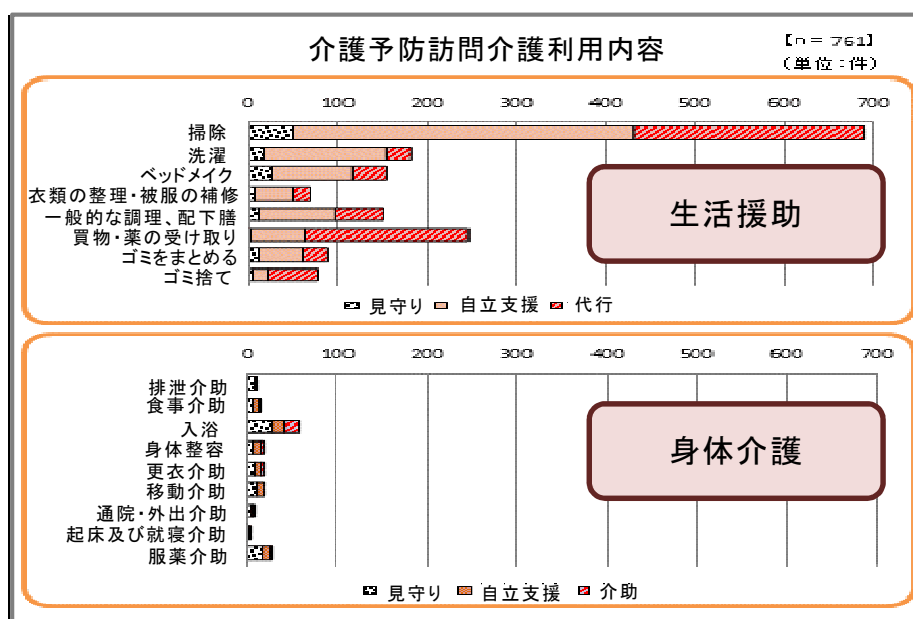 介護予防訪問介護利用内容
【n = 761】
(単位:件)
0 100 200 300 400 500 600 700
掃除
洗濯
ベッドメイク
衣類の整理・被服の補修
一般的な調理、配下膳
買物・薬の受け取り
ゴミをまとめる
ゴミ捨て
生活援助
見守り 自立支援 代行
0 100 200 300 400 500 600 700
排泄介助
食事介助
入浴
身体整容
更衣介助
移動介助
通院・外出介助
起床及び就寝介助
服薬介助
身体介護
見守り 自立支援 介助